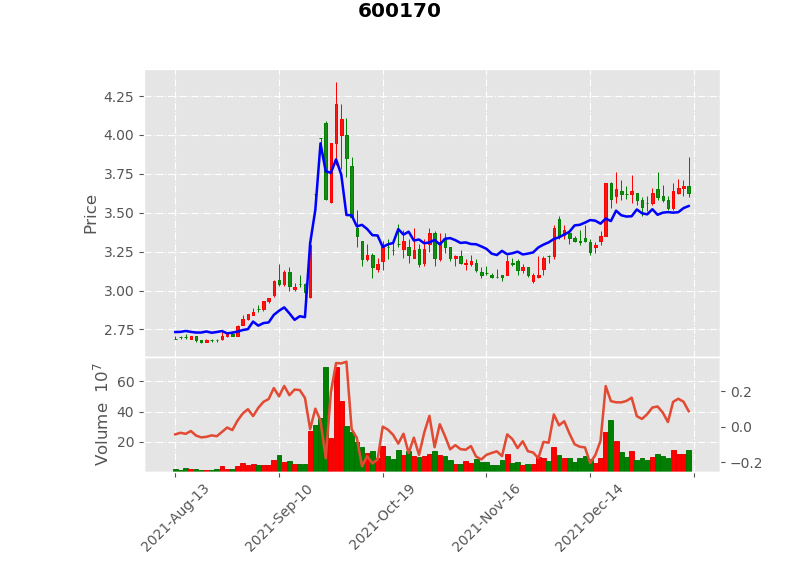 600170
Price
4.25
4.00
3.75
3.50
3.25
3.00
2.75
Volume 10^7
60
40
20
0.2
0.0
−0.2
2021-Aug-13
2021-Sep-10
2021-Oct-19
2021-Nov-16
2021-Dec-14